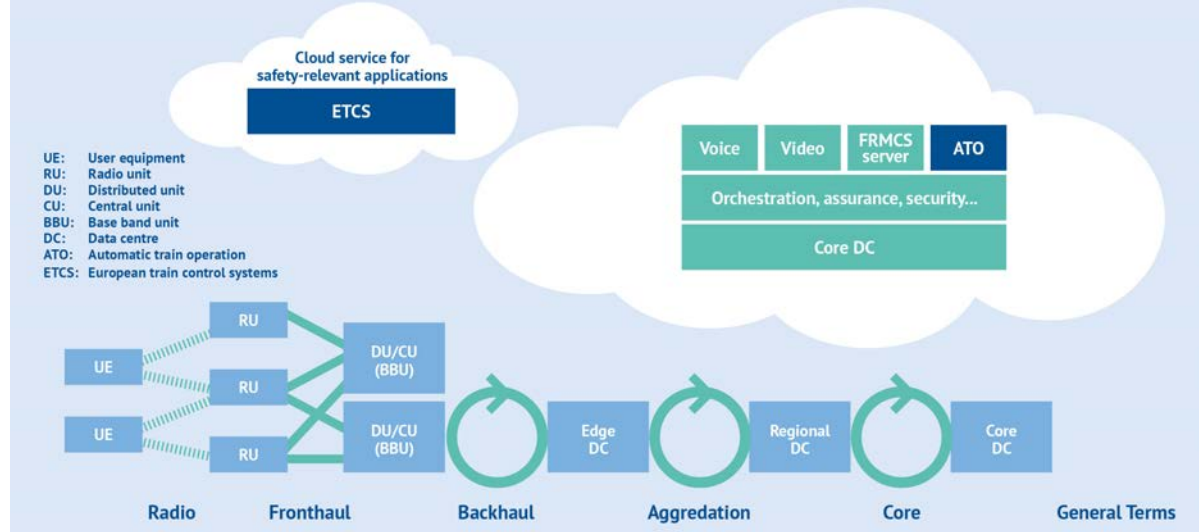 Cloud service for
safety-relevant applications
ETCS
Voice
Video
FRMCS
server
ATO
Orchestration, assurance, security...
Core DC
UE: User equipment
RU: Radio unit
DU: Distributed unit
CU: Central unit
BBU: Base band unit
DC: Data centre
ATO: Automatic train operation
ETCS: European train control systems
RU
UE
RU
DU/CU
(BBU)
UE
RU
DU/CU
(BBU)
Edge
DC
Regional
DC
Core
DC
Radio
Fronthaul
Backhaul
Aggredation
Core
General Terms